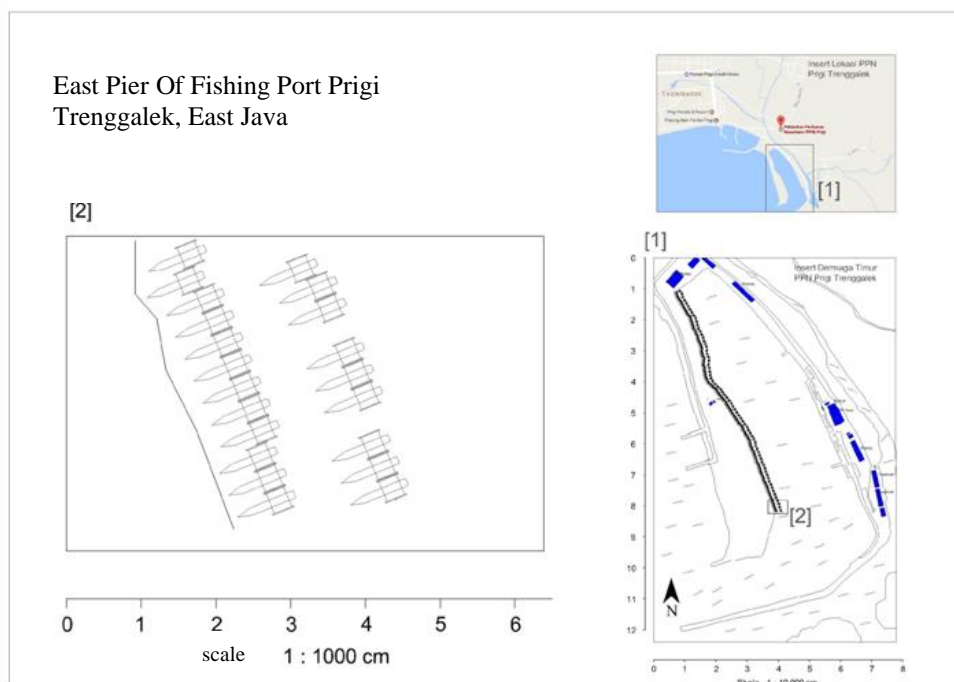 East Pier Of Fishing Port Prigi
Trenggalek, East Java
Insert Lokasi PPN
Prigi Trenggalek
[1]
[2]
0 1 2 3 4 5 6
scale 1 : 1000 cm
[1]
Insert Dermaga Timur
PPN Prigi Trenggalek
0
1
2
3
4
5
6
7
8
9
10
11
12
[2]
N
0 1 2 3 4 5 6 7 8